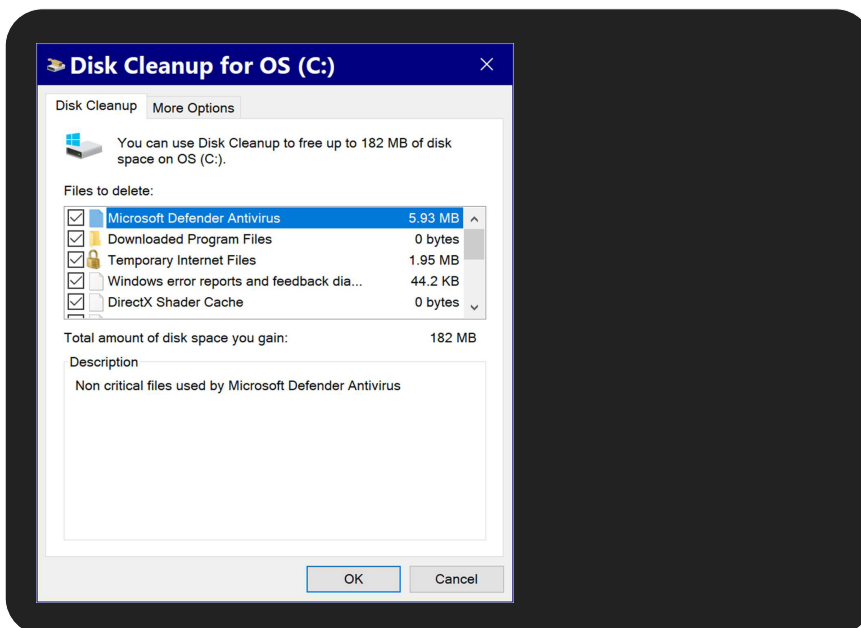 Disk Cleanup for OS (C:)
Disk Cleanup
More Options
You can use Disk Cleanup to free up to 182 MB of disk
space on OS (C:).
Files to delete:
Microsoft Defender Antivirus 5.93 MB
Downloaded Program Files 0 bytes
Temporary Internet Files 1.95 MB
Windows error reports and feedback dia... 44.2 KB
DirectX Shader Cache 0 bytes
Total amount of disk space you gain: 182 MB
Description
Non critical files used by Microsoft Defender Antivirus
OK
Cancel